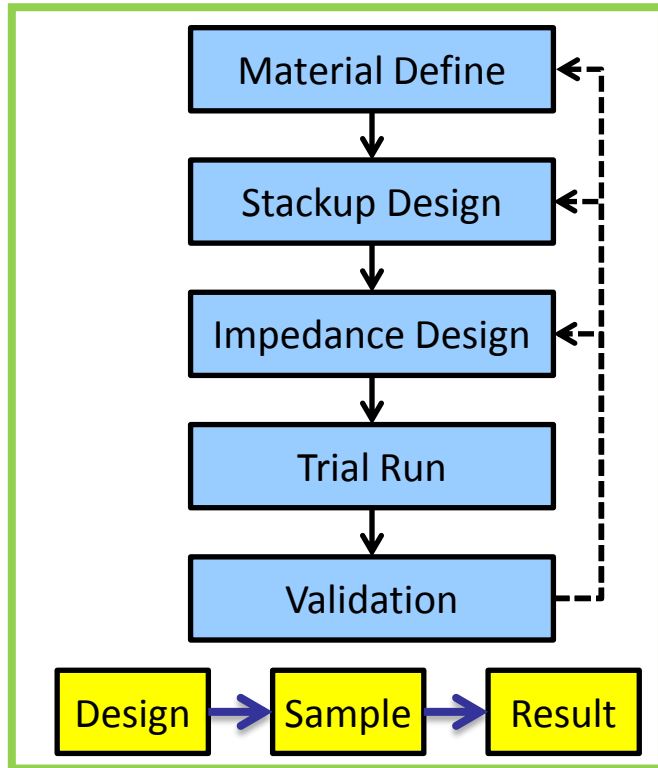 Material Define
Stackup Design
Impedance Design
Trial Run
Validation
Design Sample Result